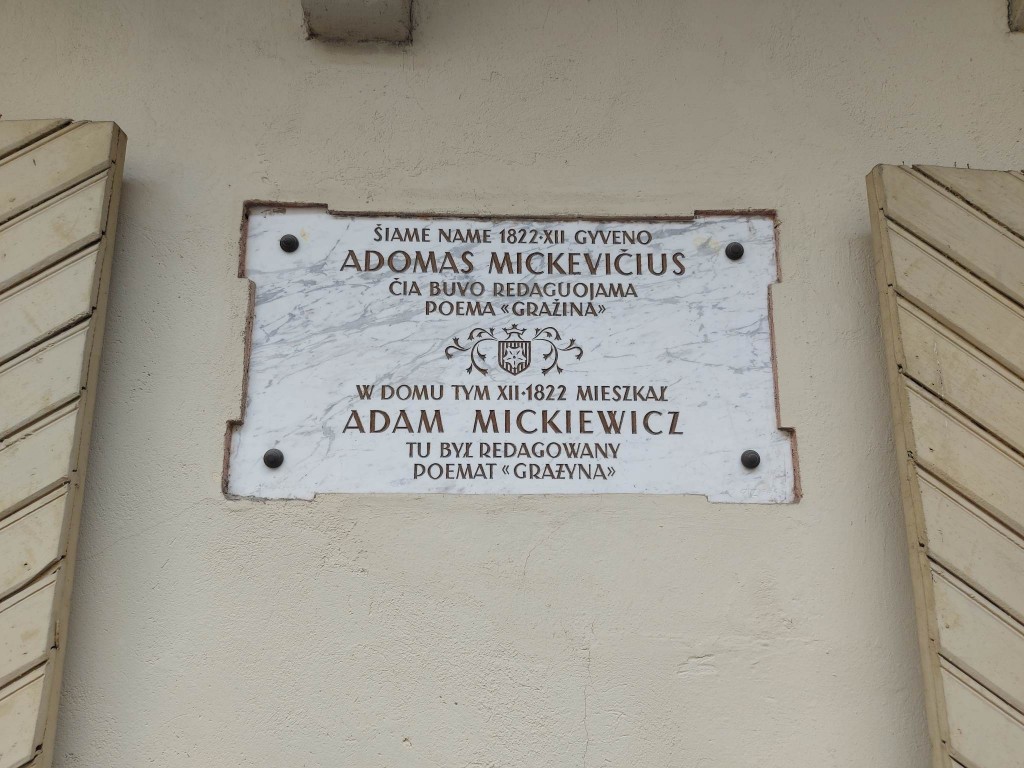 ŠIAME NAME 1822·XII GYVENO
ADOMAS MICKEVIČIUS
ČIA BUVO REDAGUOJAMA
POEMA «GRAŽINA»
W DOMU TYM XII·1822 MIESZKAŁ
ADAM MICKIEWICZ
TU BYŁ REDAGOWANY
POEMAT «GRAŻYNA»